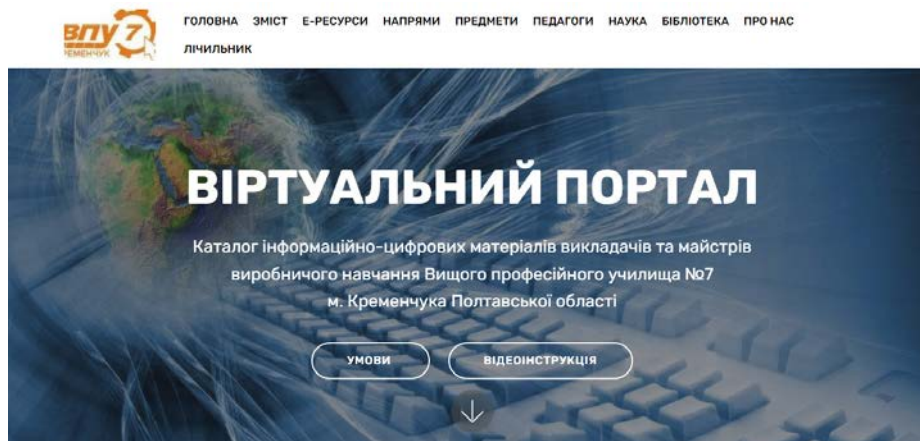 ВПУ 7
КРЕМЕНЧУК
ГОЛОВНА ЗМІСТ Е-РЕСУРСИ НАПРЯМИ ПРЕДМЕТИ ПЕДАГОГИ НАУКА БІБЛІОТЕКА ПРО НАС
ЛІЧИЛЬНИК
ВІРТУАЛЬНИЙ ПОРТАЛ
Каталог інформаційно-цифрових матеріалів викладачів та майстрів
виробничого навчання Вищого професійного училища №7
м. Кременчука Полтавської області
УМОВИ ВІДЕОІНСТРУКЦІЯ